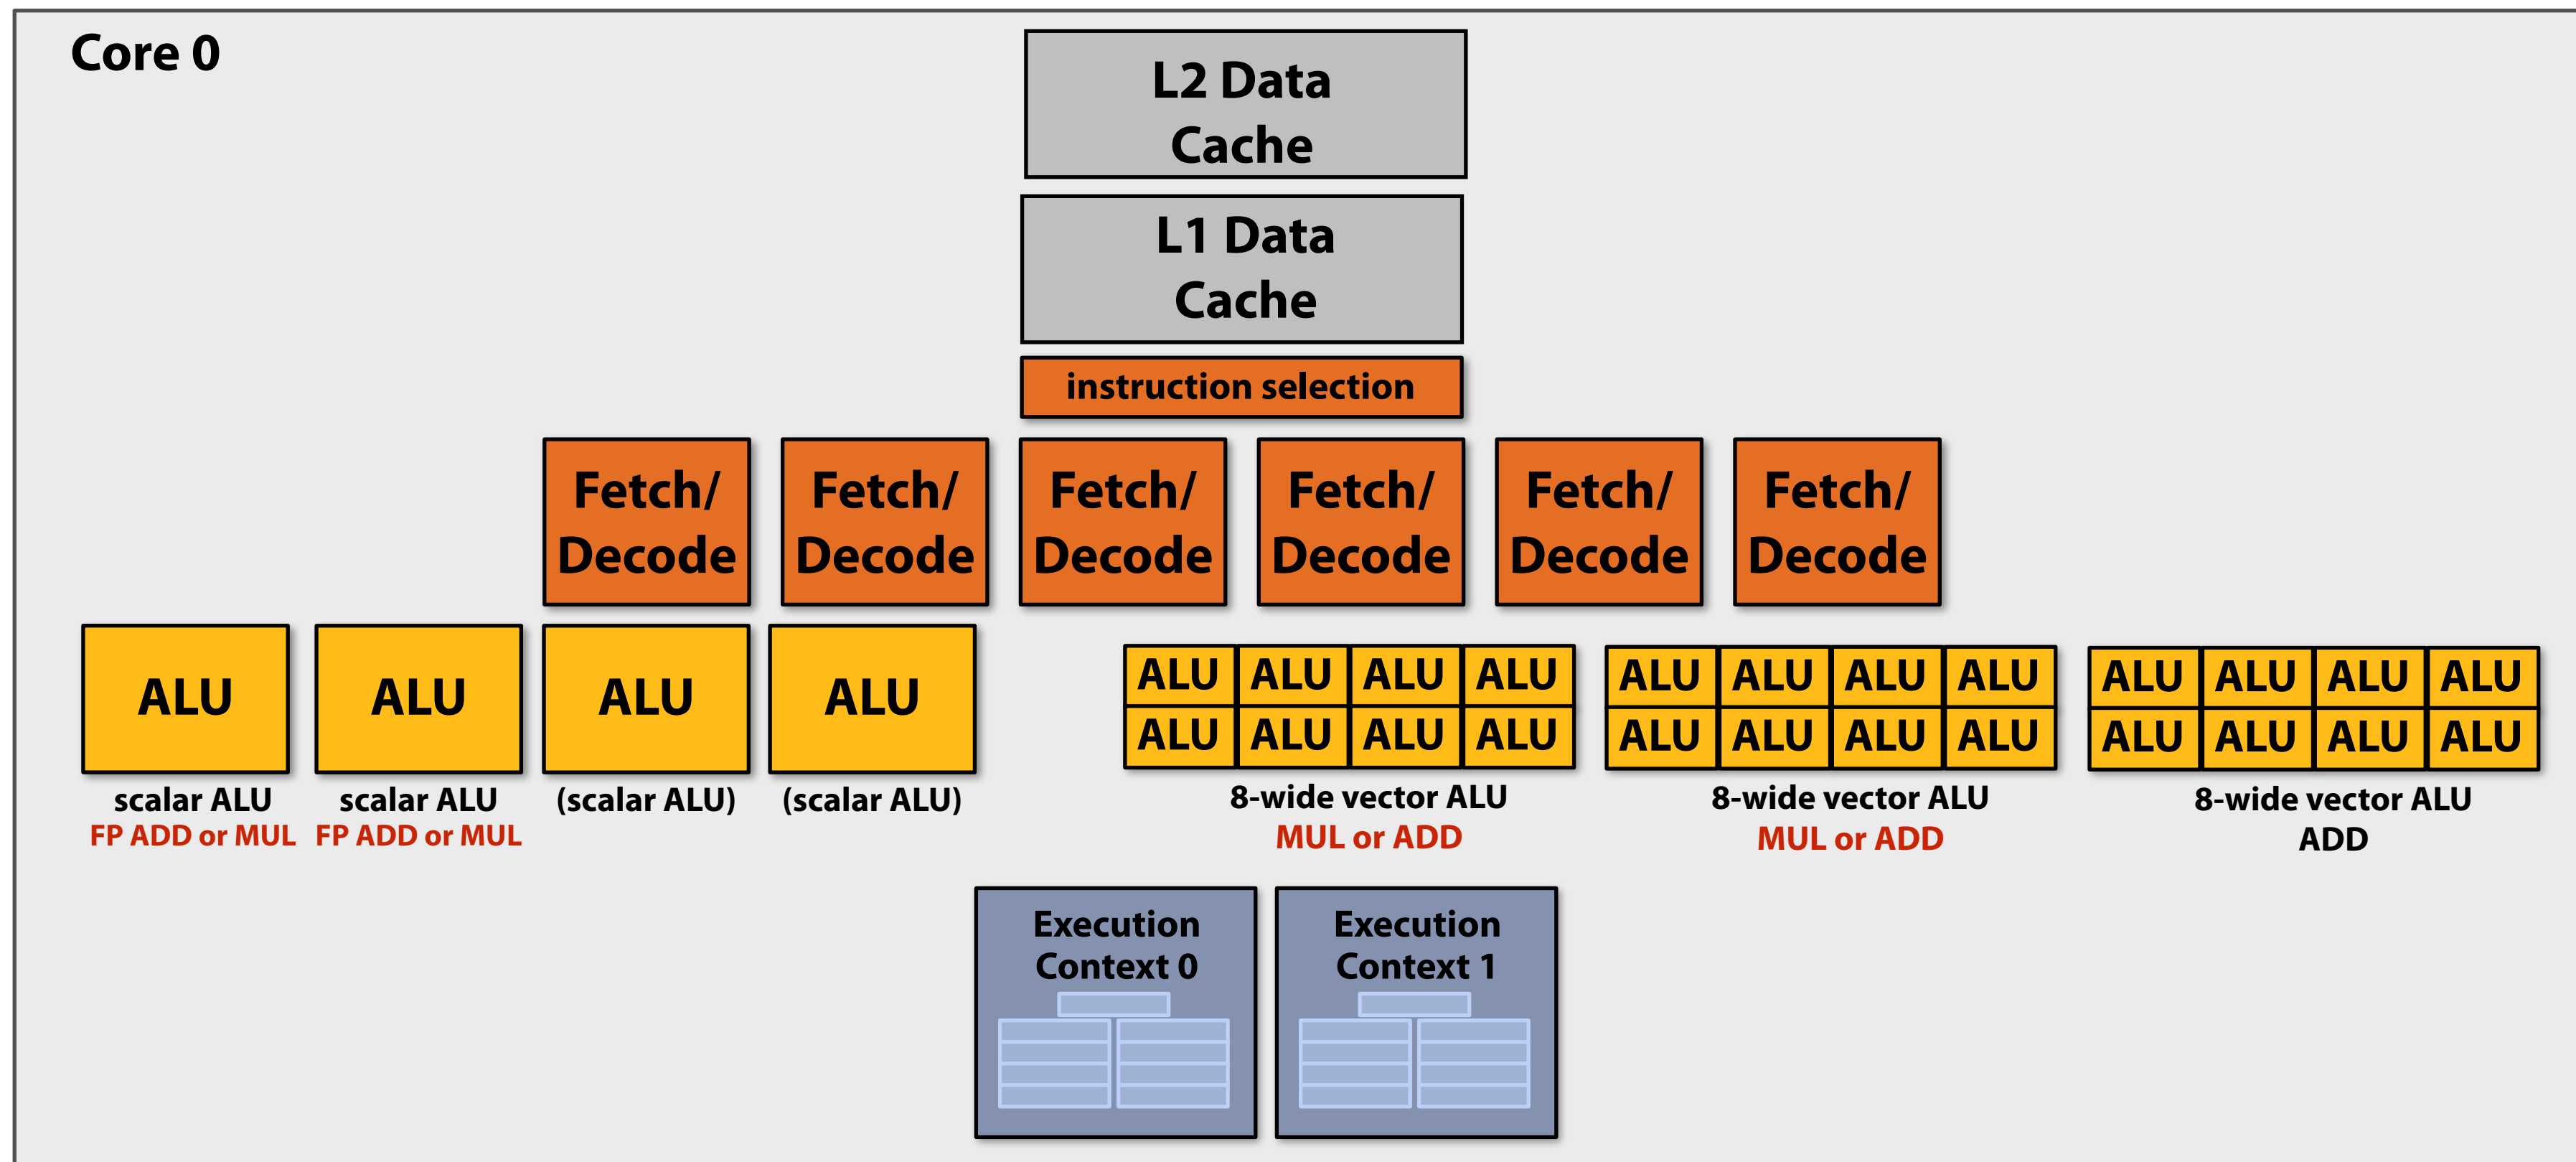 Core 0
L2 Data
Cache
L1 Data
Cache
instruction selection
Fetch/
Decode
Fetch/
Decode
Fetch/
Decode
Fetch/
Decode
Fetch/
Decode
Fetch/
Decode
ALU
scalar ALU
FP ADD or MUL
ALU
scalar ALU
FP ADD or MUL
ALU
(scalar ALU)
ALU
(scalar ALU)
ALU ALU ALU ALU
ALU ALU ALU ALU
8-wide vector ALU
MUL or ADD
ALU ALU ALU ALU
ALU ALU ALU ALU
8-wide vector ALU
MUL or ADD
ALU ALU ALU ALU
ALU ALU ALU ALU
8-wide vector ALU
ADD
Execution
Context 0
Execution
Context 1